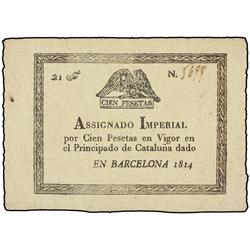 21 N. 5699
CIEN PESETAS
ASSIGNADO IMPERIAL
por Cien Pesetas en Vigor en
el Principado de Cataluña dado
EN BARCELONA 1814